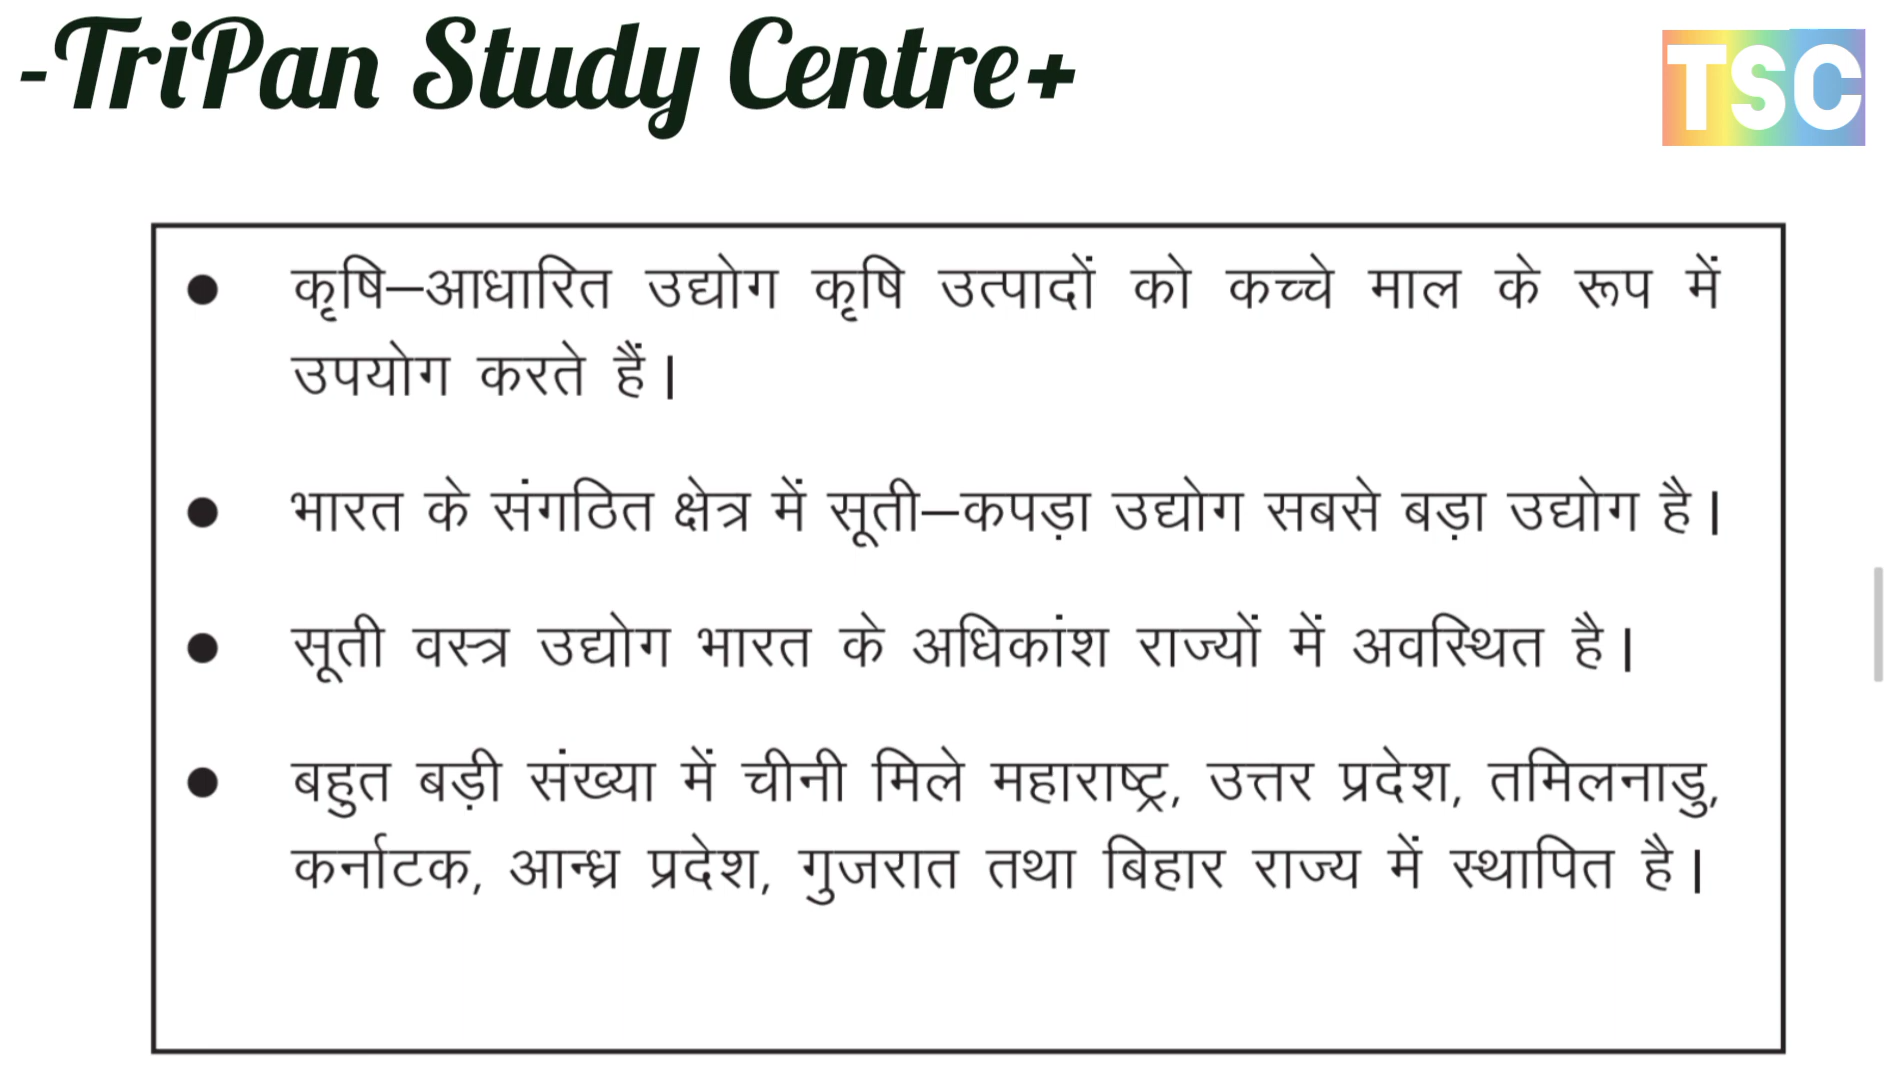 -TriPan Study Centre+
TSC
● कृषि–आधारित उद्योग कृषि उत्पादों को कच्चे माल के रूप में
उपयोग करते हैं।
● भारत के संगठित क्षेत्र में सूती–कपड़ा उद्योग सबसे बड़ा उद्योग है।
● सूती वस्त्र उद्योग भारत के अधिकांश राज्यों में अवस्थित है।
● बहुत बड़ी संख्या में चीनी मिले महाराष्ट्र, उत्तर प्रदेश, तमिलनाडु,
कर्नाटक, आन्ध्र प्रदेश, गुजरात तथा बिहार राज्य में स्थापित है।